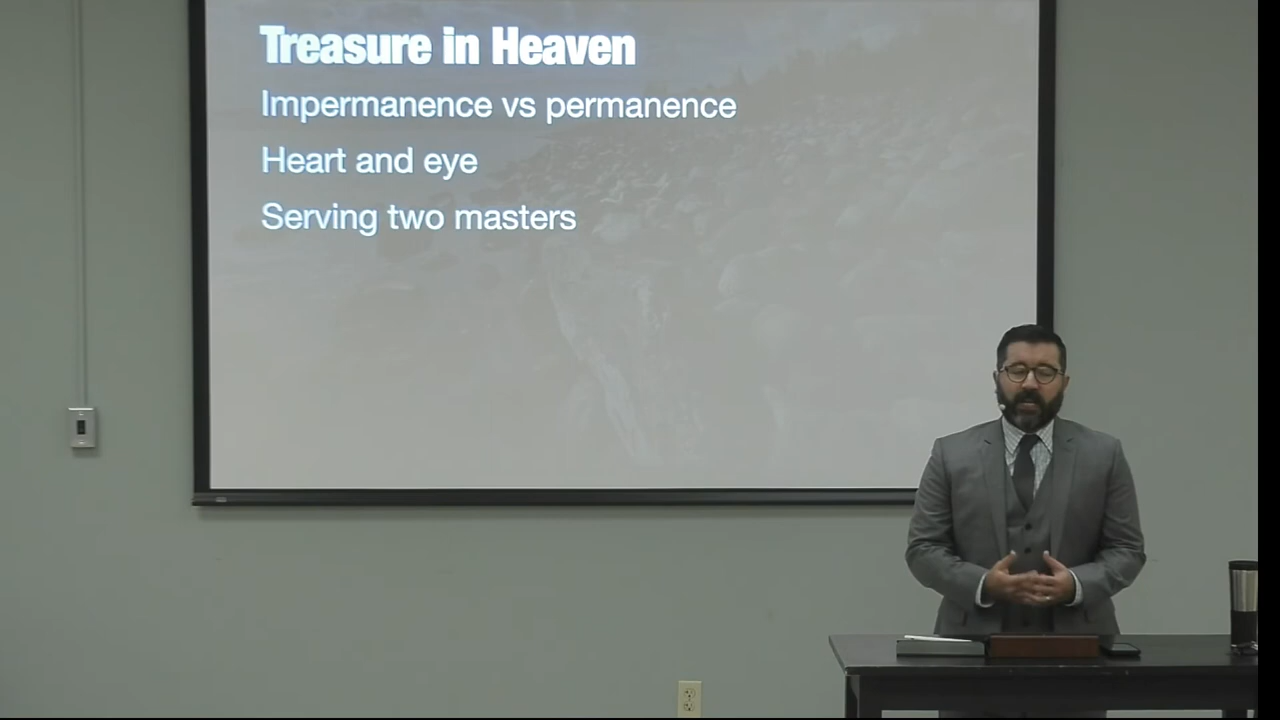 Treasure in Heaven
Impermanence vs permanence
Heart and eye
Serving two masters